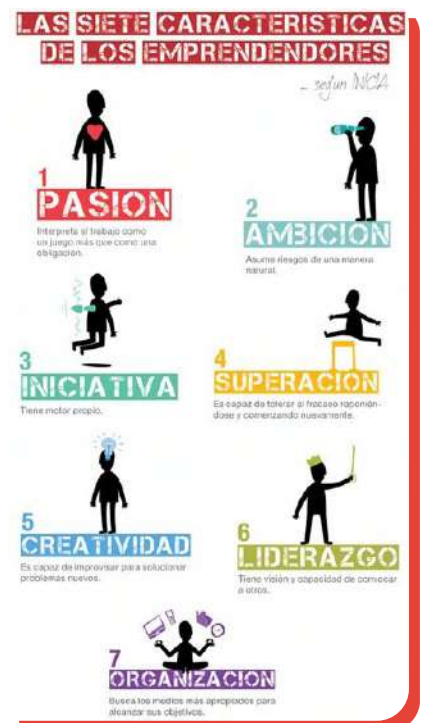 LAS SIETE CARACTERISTICAS
DE LOS EMPRENDENDORES
_ según INICIA
1
PASION
Interpreta el trabajo como
un juego más que como una
obligación.
2
AMBICION
Asume riesgos de una manera
natural.
3
INICIATIVA
Tiene motor propio.
4
SUPERACION
Es capaz de tolerar el fracaso reponién-
dose y comenzando nuevamente.
5
CREATIVIDAD
Es capaz de improvisar para solucionar
problemas nuevos.
6
LIDERAZGO
Tiene visión y capacidad de convocar
a otros.
7
ORGANIZACION
Busca los medios más apropiados para
alcanzar sus objetivos.